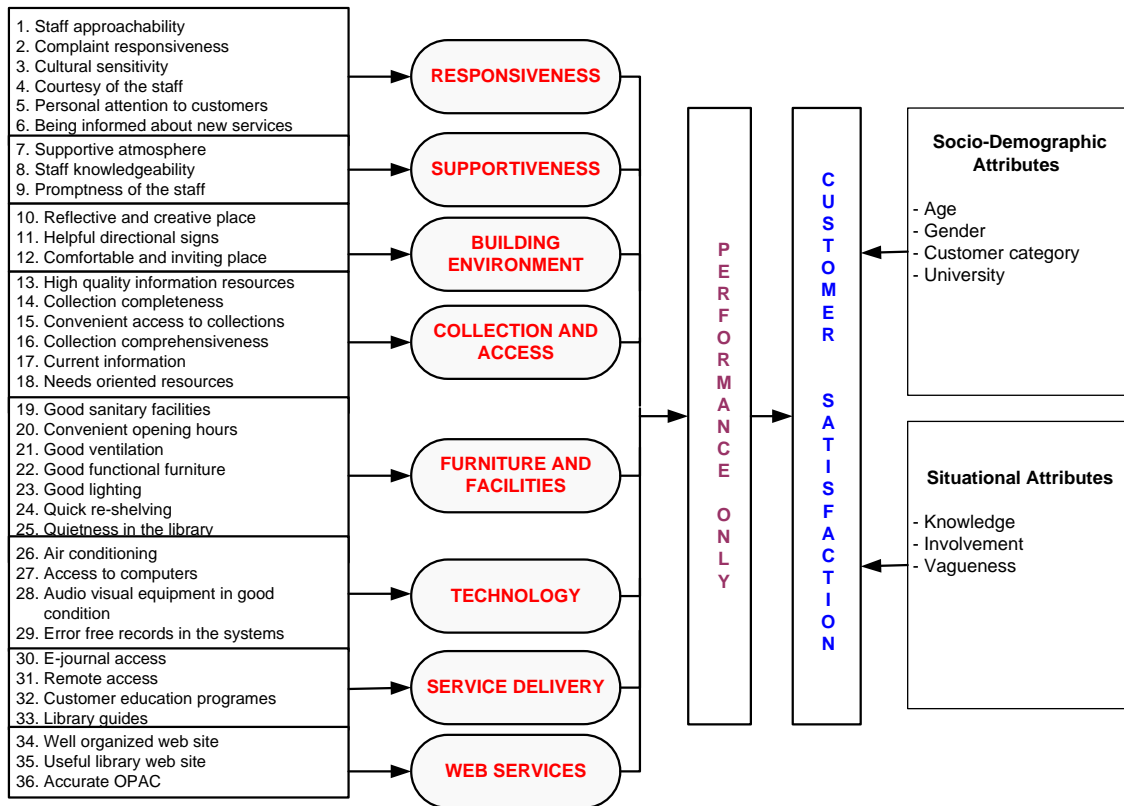 1. Staff approachability
2. Complaint responsiveness
3. Cultural sensitivity
4. Courtesy of the staff
5. Personal attention to customers
6. Being informed about new services
7. Supportive atmosphere
8. Staff knowledgeability
9. Promptness of the staff
10. Reflective and creative place
11. Helpful directional signs
12. Comfortable and inviting place
13. High quality information resources
14. Collection completeness
15. Convenient access to collections
16. Collection comprehensiveness
17. Current information
18. Needs oriented resources
19. Good sanitary facilities
20. Convenient opening hours
21. Good ventilation
22. Good functional furniture
23. Good lighting
24. Quick re-shelving
25. Quietness in the library
26. Air conditioning
27. Access to computers
28. Audio visual equipment in good
condition
29. Error free records in the systems
30. E-journal access
31. Remote access
32. Customer education programes
33. Library guides
34. Well organized web site
35. Useful library web site
36. Accurate OPAC
RESPONSIVENESS
SUPPORTIVENESS
BUILDING
ENVIRONMENT
COLLECTION AND
ACCESS
FURNITURE AND
FACILITIES
TECHNOLOGY
SERVICE DELIVERY
WEB SERVICES
PERFORMANCE ONLY
CUSTOMER SATISFACTION
Socio-Demographic
Attributes
- Age
- Gender
- Customer category
- University
Situational Attributes
- Knowledge
- Involvement
- Vagueness